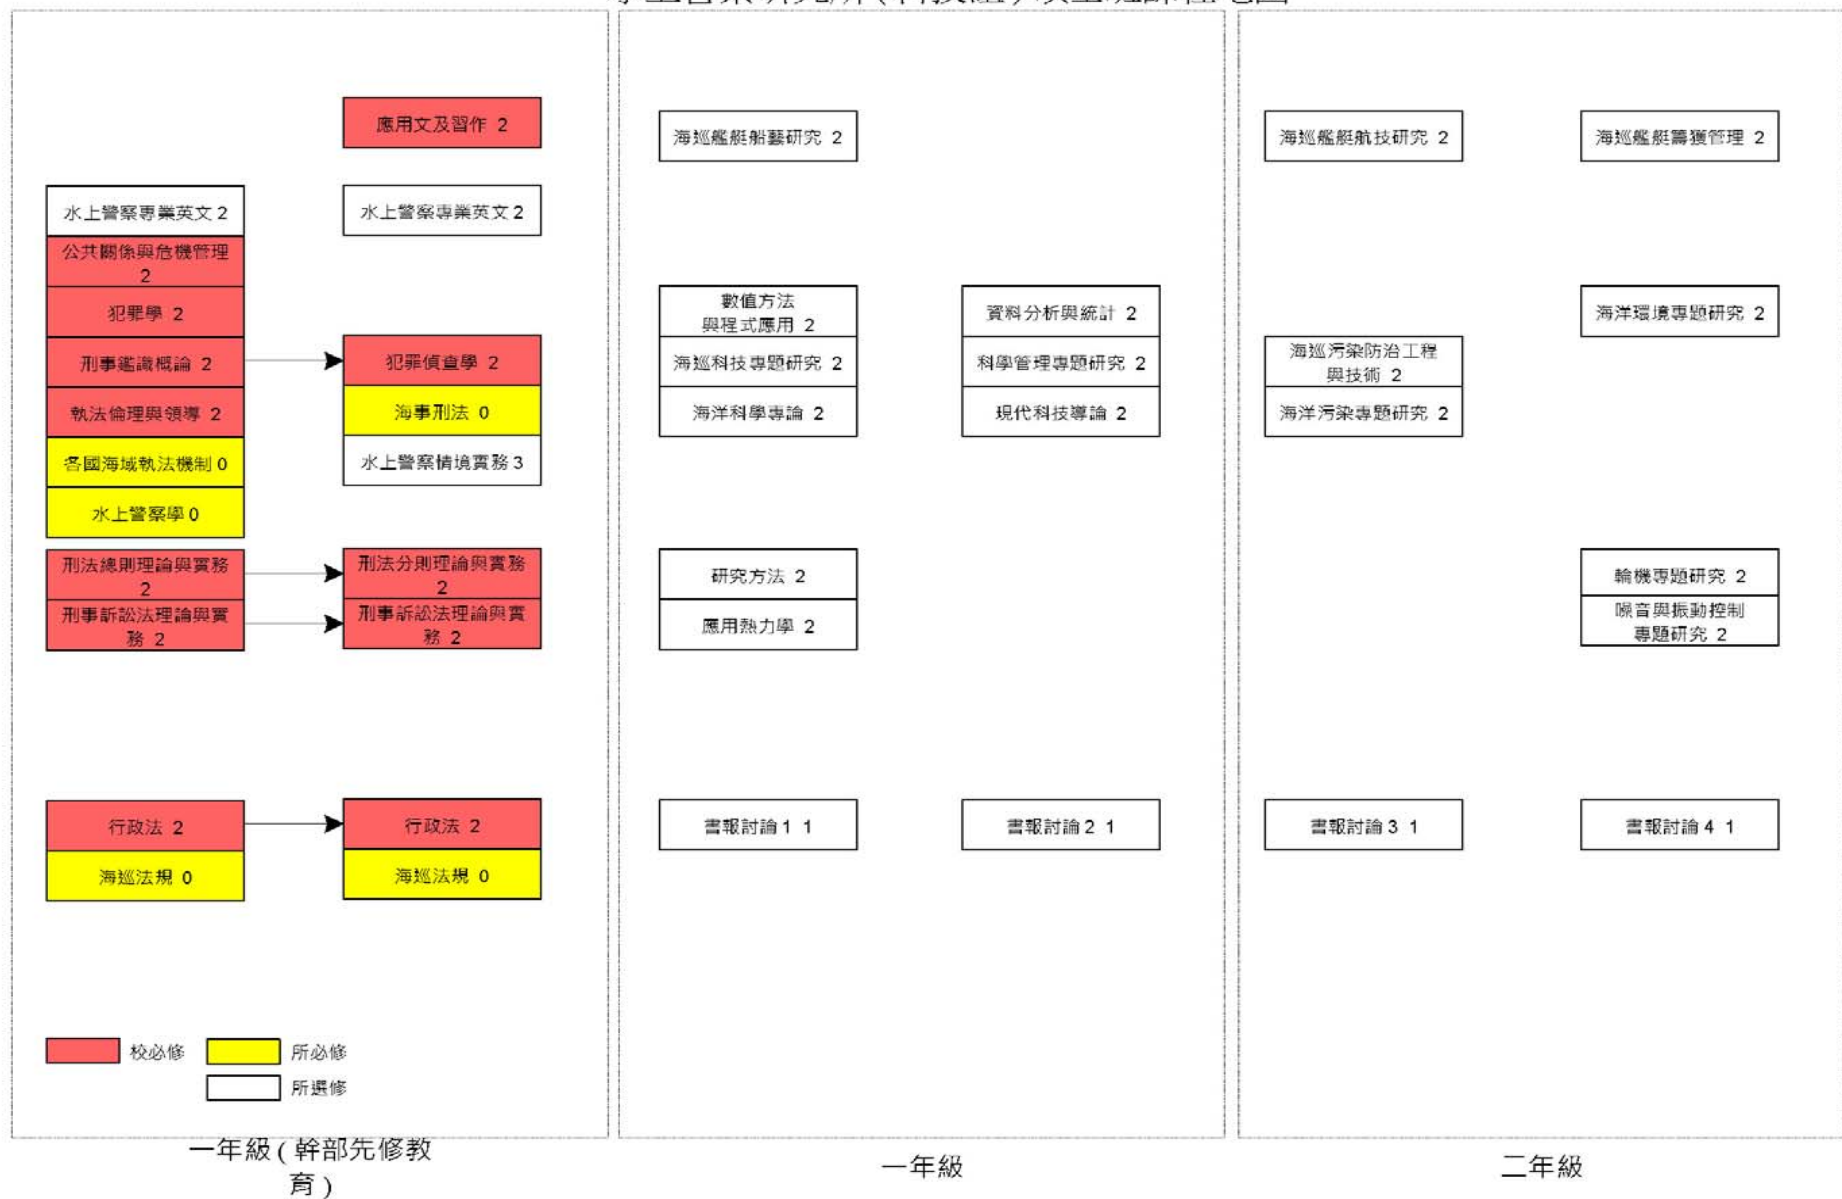 應用文及習作 2
水上警察專業英文 2
水上警察專業英文 2
公共關係與危機管理
2
犯罪學 2
刑事鑑識概論 2
犯罪偵查學 2
執法倫理與領導 2
海事刑法 0
各國海域執法機制 0
水上警察情境實務 3
水上警察學 0
刑法總則理論與實務
2
刑法分則理論與實務
2
刑事訴訟法理論與實
務 2
刑事訴訟法理論與實
務 2
行政法 2
行政法 2
海巡法規 0
海巡法規 0
校必修
所必修
所選修
一年級 ( 幹部先修教
育 )
海巡艦艇船藝研究 2
數值方法
與程式應用 2
資料分析與統計 2
海巡科技專題研究 2
科學管理專題研究 2
海洋科學專論 2
現代科技導論 2
研究方法 2
應用熱力學 2
書報討論 1 1
書報討論 2 1
一年級
海巡艦艇航技研究 2
海巡艦艇籌獲管理 2
海洋環境專題研究 2
海巡污染防治工程
與技術 2
海洋污染專題研究 2
輪機專題研究 2
噪音與振動控制
專題研究 2
書報討論 3 1
書報討論 4 1
二年級